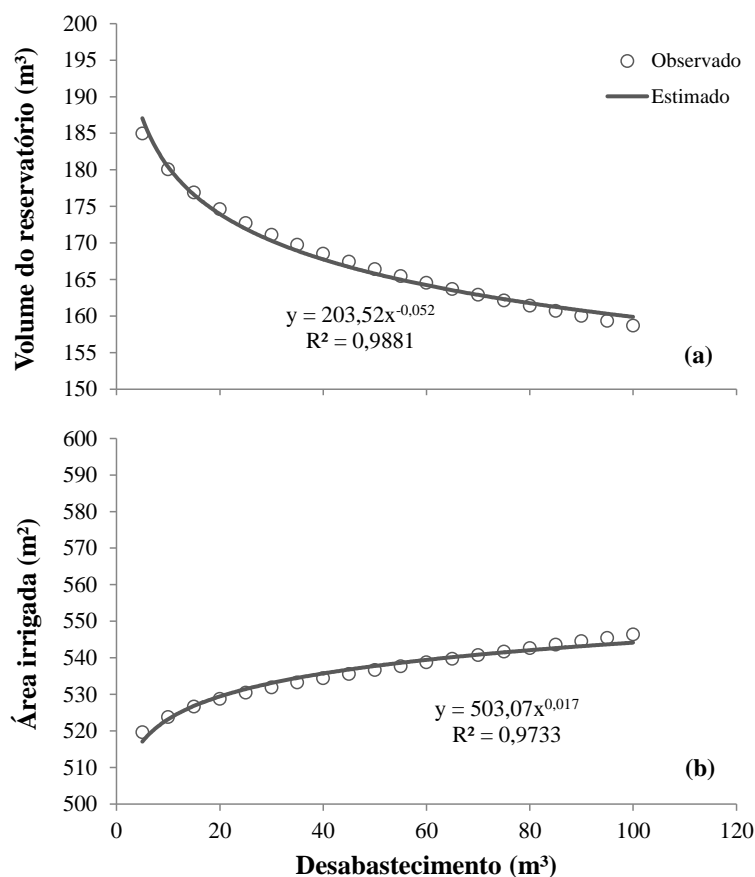 200
195
190
185
180
175
170
165
160
155
150
Volume do reservatório (m³)
Observado
Estimado
y = 203,52x^-0,052
R² = 0,9881
(a)
600
590
580
570
560
550
540
530
520
510
500
Área irrigada (m²)
y = 503,07x^0,017
R² = 0,9733
(b)
0 20 40 60 80 100 120
Desabastecimento (m³)